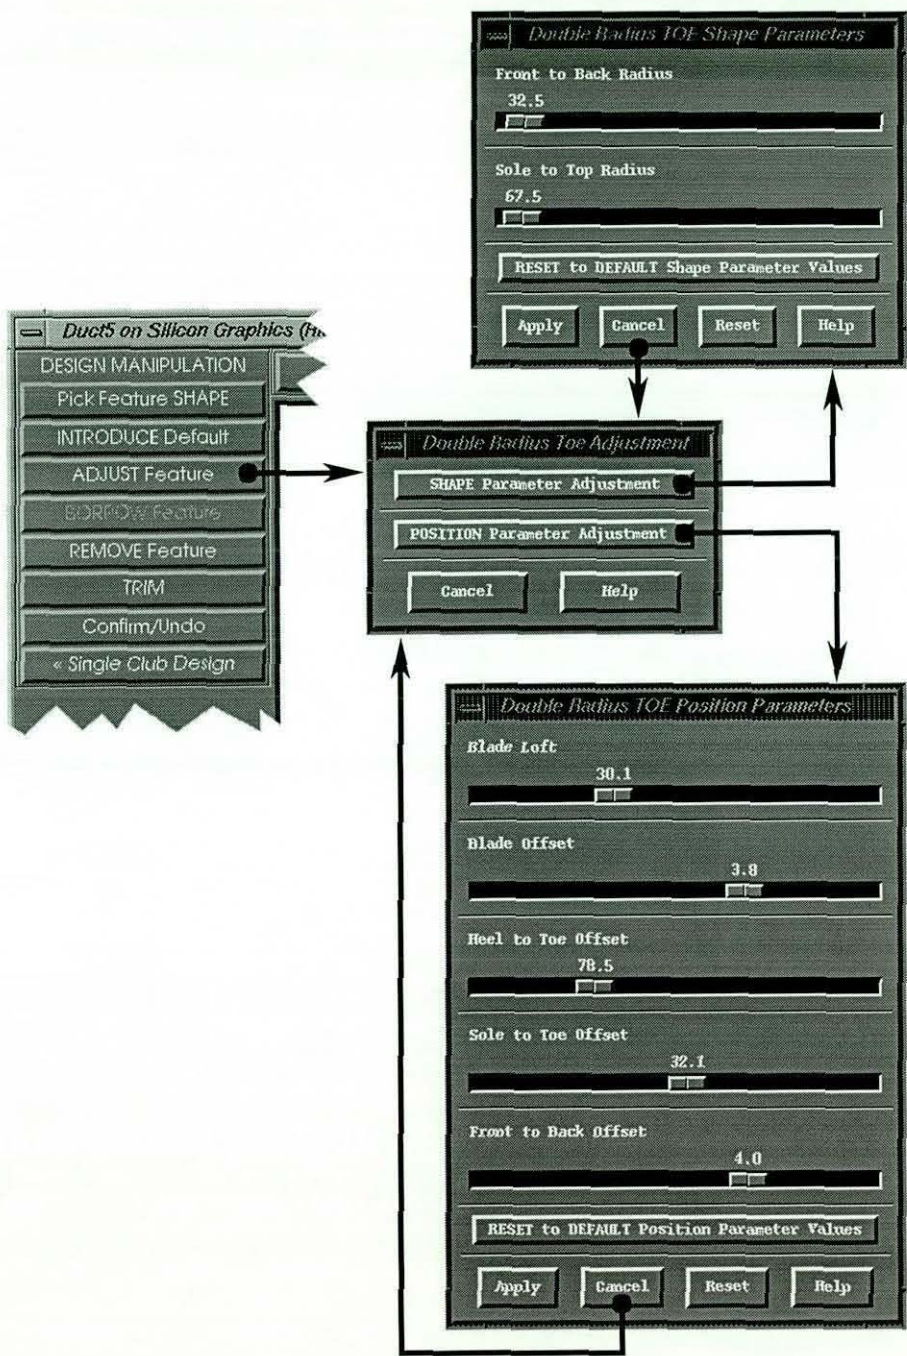 Double Radius TOE Shape Parameters
Front to Back Radius
32.5
Sole to Top Radius
67.5
RESET to DEFAULT Shape Parameter Values
Apply Cancel Reset Help
Duct5 on Silicon Graphics
DESIGN MANIPULATION
Pick Feature SHAPE
INTRODUCE Default
ADJUST Feature
BORROW Feature
REMOVE Feature
TRIM
Confirm/Undo
« Single Club Design
Double Radius Toe Adjustment
SHAPE Parameter Adjustment
POSITION Parameter Adjustment
Cancel Help
Double Radius TOE Position Parameters
Blade Loft
30.1
Blade Offset
3.8
Heel to Toe Offset
78.5
Sole to Toe Offset
32.1
Front to Back Offset
4.0
RESET to DEFAULT Position Parameter Values
Apply Cancel Reset Help